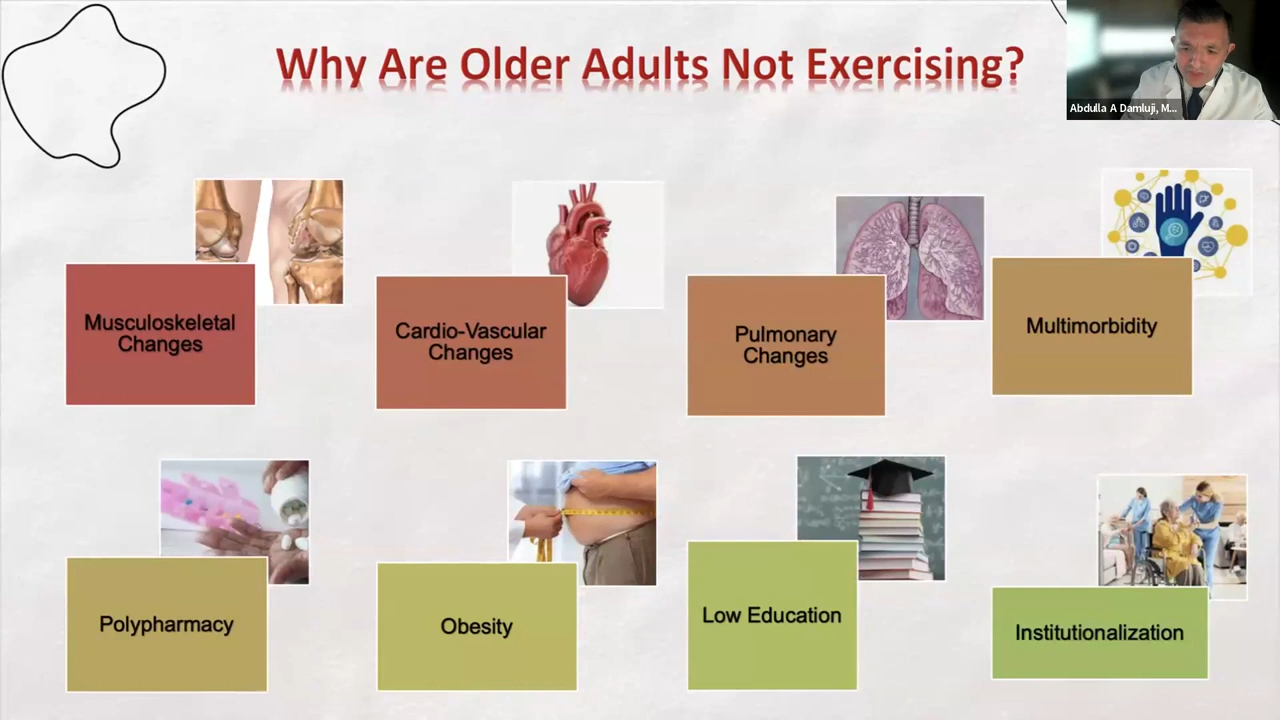 Why Are Older Adults Not Exercising?
Abdulla A Damluji, M...
Musculoskeletal
Changes
Cardio-Vascular
Changes
Pulmonary
Changes
Multimorbidity
Polypharmacy
Obesity
Low Education
Institutionalization